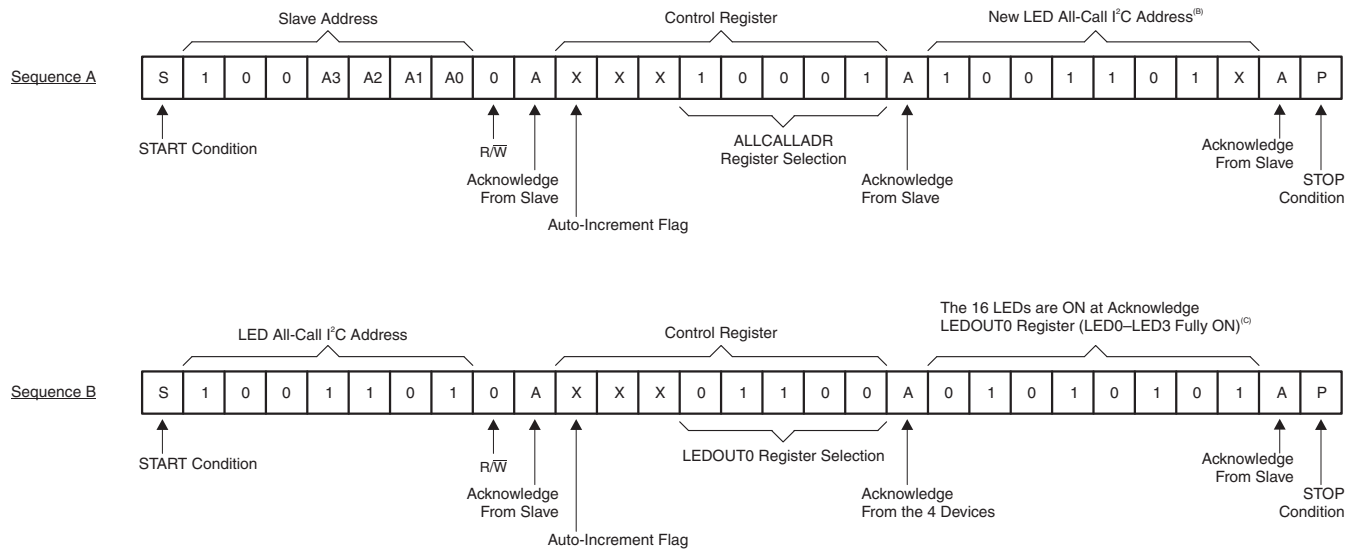 Slave Address
Control Register
New LED All-Call I²C Address(B)
Sequence A
S 1 0 0 A3 A2 A1 A0 0 A X X X 1 0 0 0 1 A 1 0 0 1 1 0 1 X A P
START Condition
R/W̅
Acknowledge
From Slave
Auto-Increment Flag
ALLCALLADR
Register Selection
Acknowledge
From Slave
Acknowledge
From Slave
STOP
Condition
LED All-Call I²C Address
Control Register
The 16 LEDs are ON at Acknowledge
LEDOUT0 Register (LED0–LED3 Fully ON)(C)
Sequence B
S 1 0 0 1 1 0 1 0 A X X X 0 1 1 0 0 A 0 1 0 1 0 1 0 1 A P
START Condition
R/W̅
Acknowledge
From Slave
Auto-Increment Flag
LEDOUT0 Register Selection
Acknowledge
From the 4 Devices
Acknowledge
From Slave
STOP
Condition